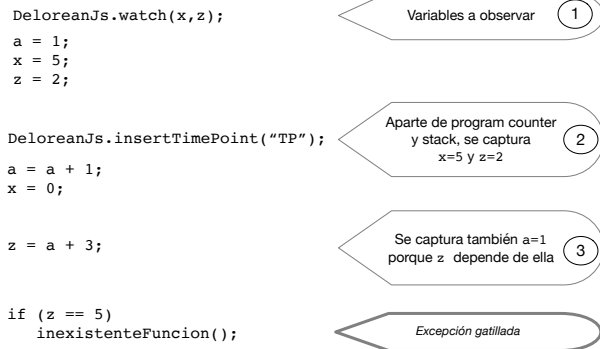 DeloreanJs.watch(x,z);
Variables a observar
1
a = 1;
x = 5;
z = 2;
DeloreanJs.insertTimePoint(“TP”);
Aparte de program counter
y stack, se captura
x=5 y z=2
2
a = a + 1;
x = 0;
z = a + 3;
Se captura también a=1
porque z depende de ella
3
if (z == 5)
inexistenteFuncion();
Excepción gatillada